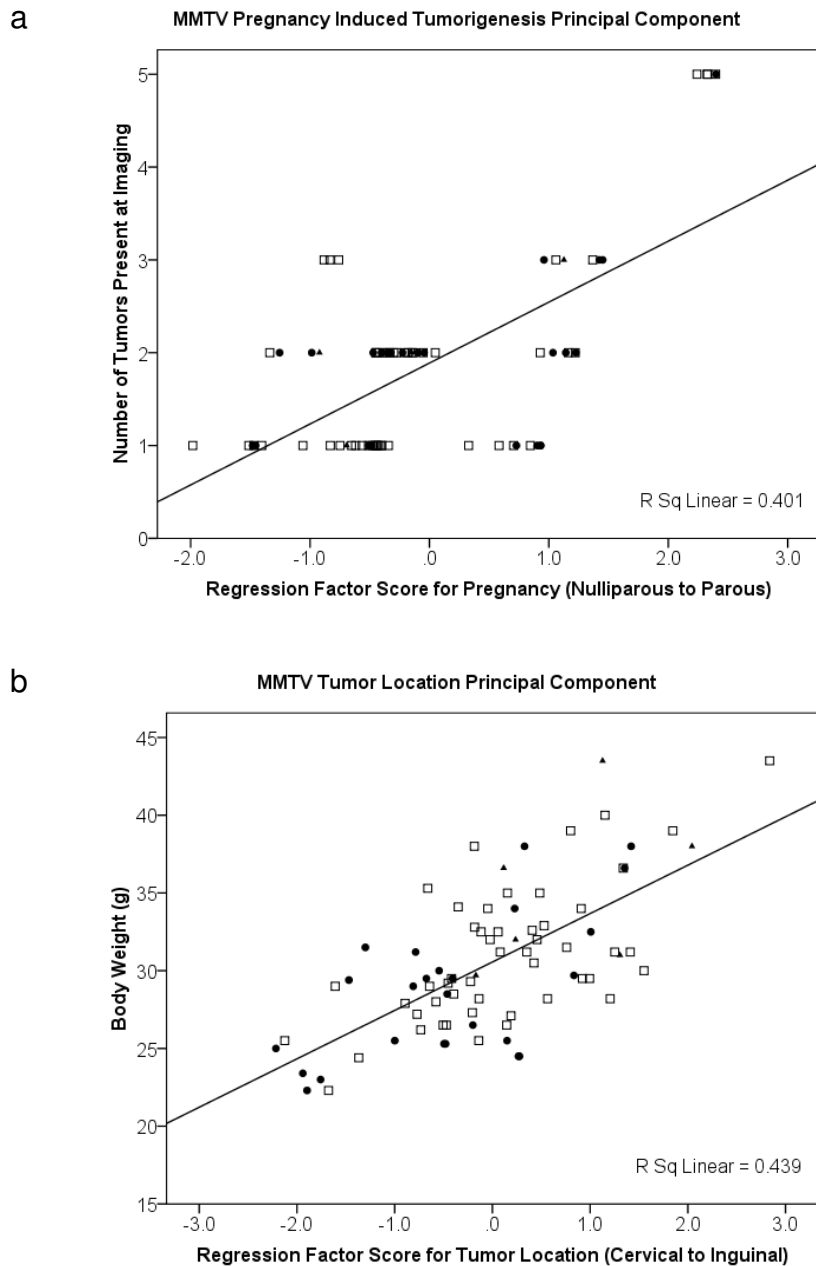 a
MMTV Pregnancy Induced Tumorigenesis Principal Component
Number of Tumors Present at Imaging
5
4
3
2
1
0
R Sq Linear = 0.401
-2.0 -1.0 .0 1.0 2.0 3.0
Regression Factor Score for Pregnancy (Nulliparous to Parous)
b
MMTV Tumor Location Principal Component
Body Weight (g)
45
40
35
30
25
20
15
R Sq Linear = 0.439
-3.0 -2.0 -1.0 .0 1.0 2.0 3.0
Regression Factor Score for Tumor Location (Cervical to Inguinal)